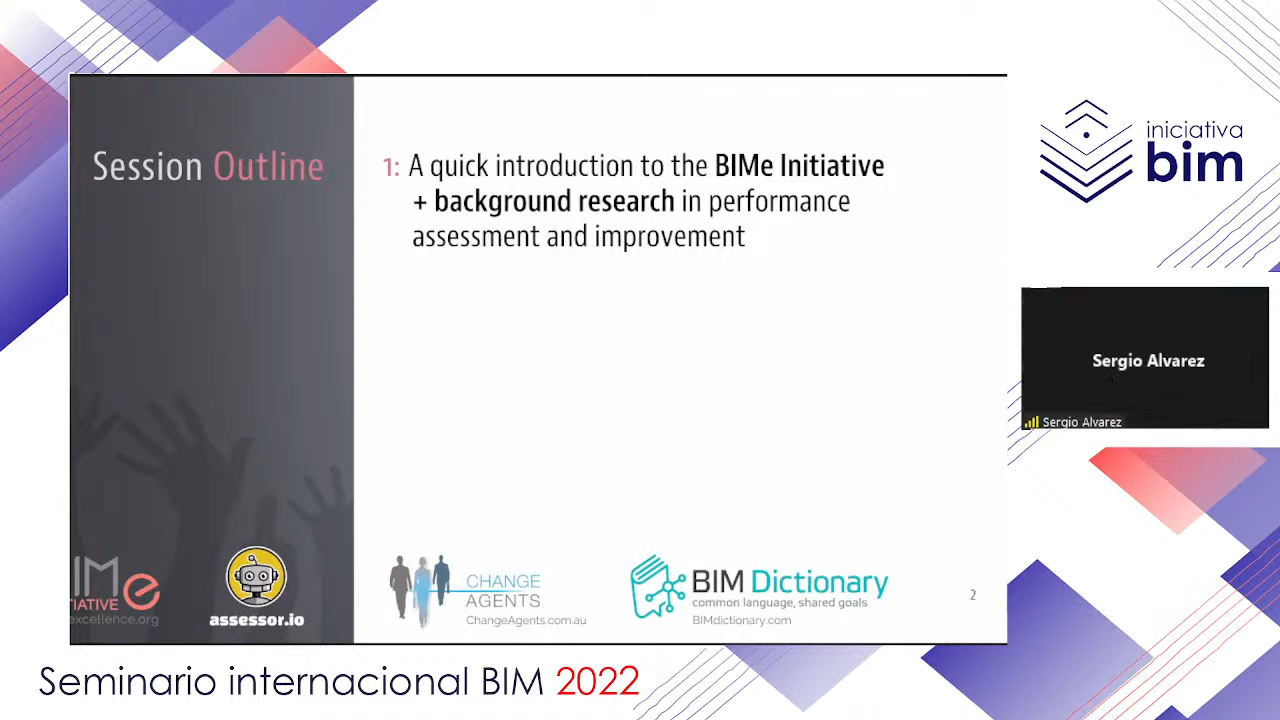 Session Outline
1: A quick introduction to the BIMe Initiative
+ background research in performance
assessment and improvement
iniciativa
bim
Sergio Alvarez
Sergio Alvarez
IMe
TIATIVE
excellence.org
assessor.io
CHANGE
AGENTS
ChangeAgents.com.au
BIM Dictionary
common language, shared goals
BIMdictionary.com
2
Seminario internacional BIM 2022